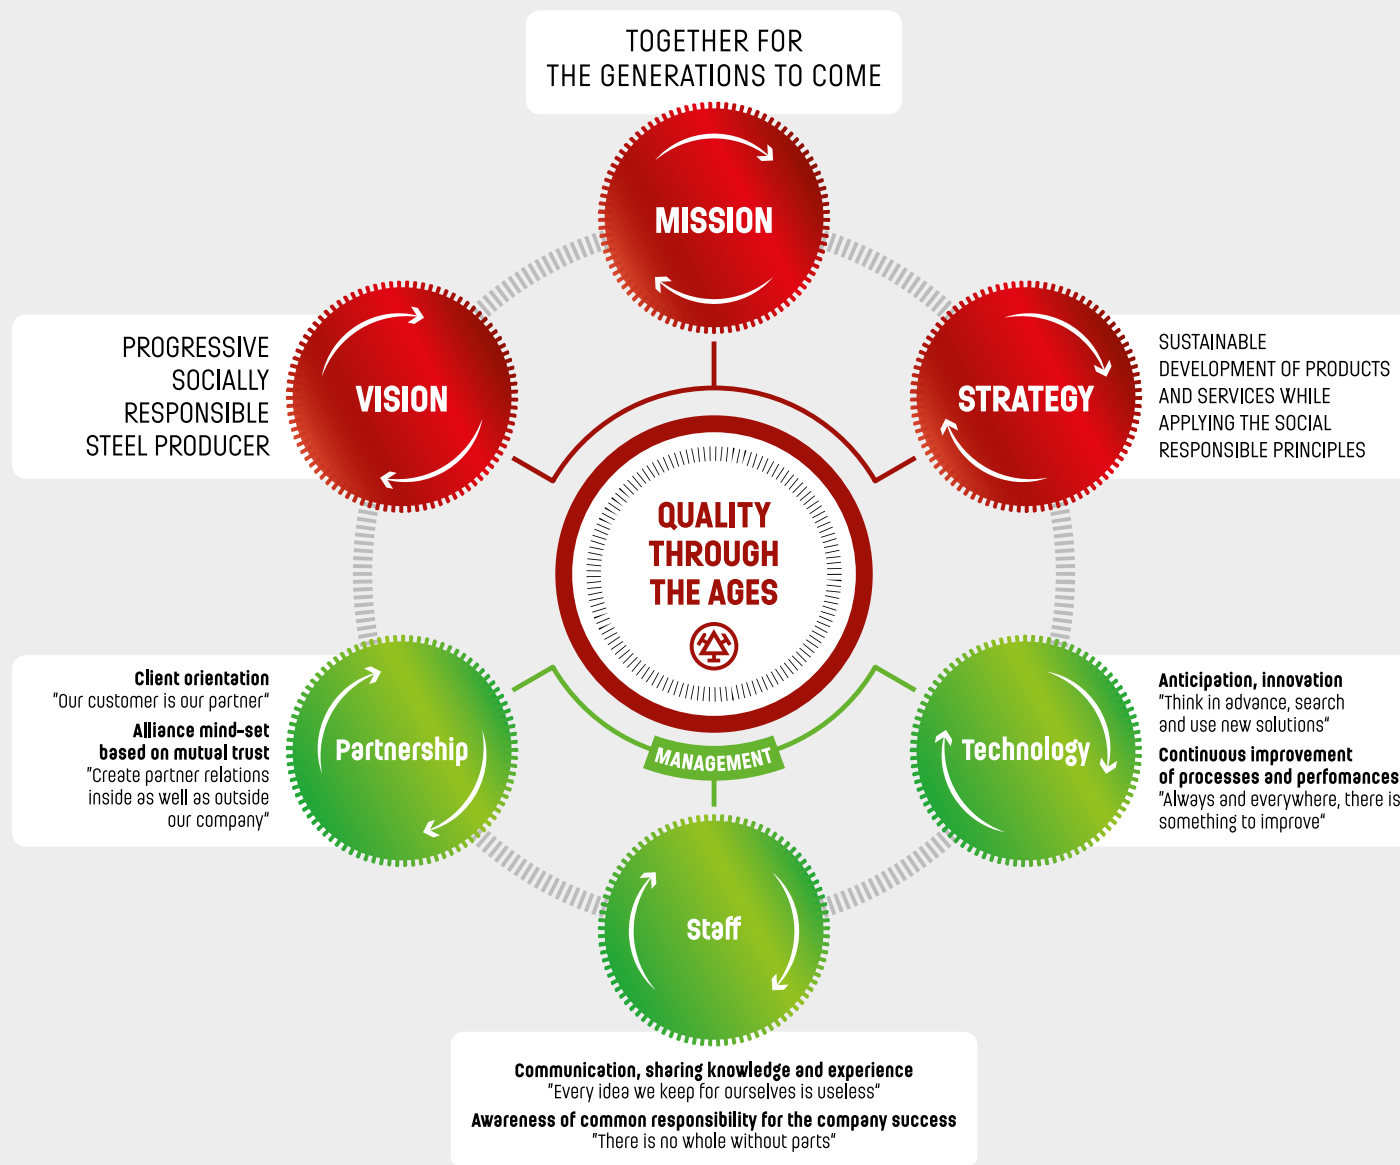 TOGETHER FOR
THE GENERATIONS TO COME
MISSION
VISION
PROGRESSIVE
SOCIALLY
RESPONSIBLE
STEEL PRODUCER
STRATEGY
SUSTAINABLE
DEVELOPMENT OF PRODUCTS
AND SERVICES WHILE
APPLYING THE SOCIAL
RESPONSIBLE PRINCIPLES
QUALITY
THROUGH
THE AGES
MANAGEMENT
Partnership
Client orientation
"Our customer is our partner"
Alliance mind-set
based on mutual trust
"Create partner relations
inside as well as outside
our company"
Technology
Anticipation, innovation
"Think in advance, search
and use new solutions"
Continuous improvement
of processes and perfomances
"Always and everywhere, there is
something to improve"
Staff
Communication, sharing knowledge and experience
"Every idea we keep for ourselves is useless"
Awareness of common responsibility for the company success
"There is no whole without parts"